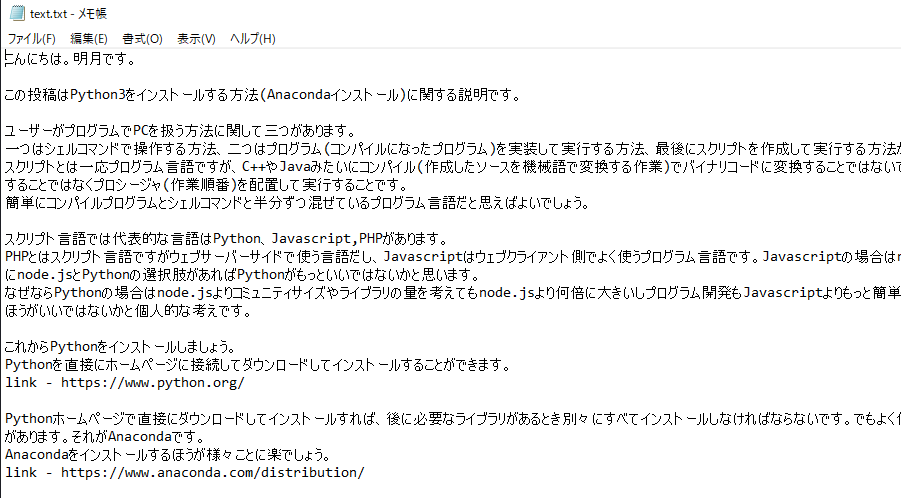 text.txt - メモ帳
ファイル(F) 編集(E) 書式(O) 表示(V) ヘルプ(H)
こんにちは。明月です。
この投稿はPython3をインストールする方法(Anacondaインストール)に関する説明です。
ユーザーがプログラムでPCを扱う方法に関して三つがあります。
一つはシェルコマンドで操作する方法、二つはプログラム(コンパイルになったプログラム)を実装して実行する方法、最後にスクリプトを作成して実行する方法が
スクリプトとは一応プログラム言語ですが、C++やJavaみたいにコンパイル(作成したソースを機械語で変換する作業)でバイナリコードに変換することではないで
することではなくプロシージャ(作業順番)を配置して実行することです。
簡単にコンパイルプログラムとシェルコマンドと半分ずつ混ぜているプログラム言語だと思えばよいでしょう。
スクリプト言語では代表的な言語はPython、Javascript,PHPがあります。
PHPとはスクリプト言語ですがウェブサーバーサイドで使う言語だし、Javascriptはウェブクライアント側でよく使うプログラム言語です。Javascriptの場合はn
にnode.jsとPythonの選択肢があればPythonがもっといいではないかと思います。
なぜならPythonの場合はnode.jsよりコミュニティサイズやライブラリの量を考えてもnode.jsより何倍に大きいしプログラム開発もJavascriptよりもっと簡単
ほうがいいではないかと個人的な考えです。
これからPythonをインストールしましょう。
Pythonを直接にホームページに接続してダウンロードしてインストールすることができます。
link - https://www.python.org/
Pythonホームページで直接にダウンロードしてインストールすれば、後に必要なライブラリがあるとき別々にすべてインストールしなければならないです。でもよく
があります。それがAnacondaです。
Anacondaをインストールするほうが様々ことに楽でしょう。
link - https://www.anaconda.com/distribution/